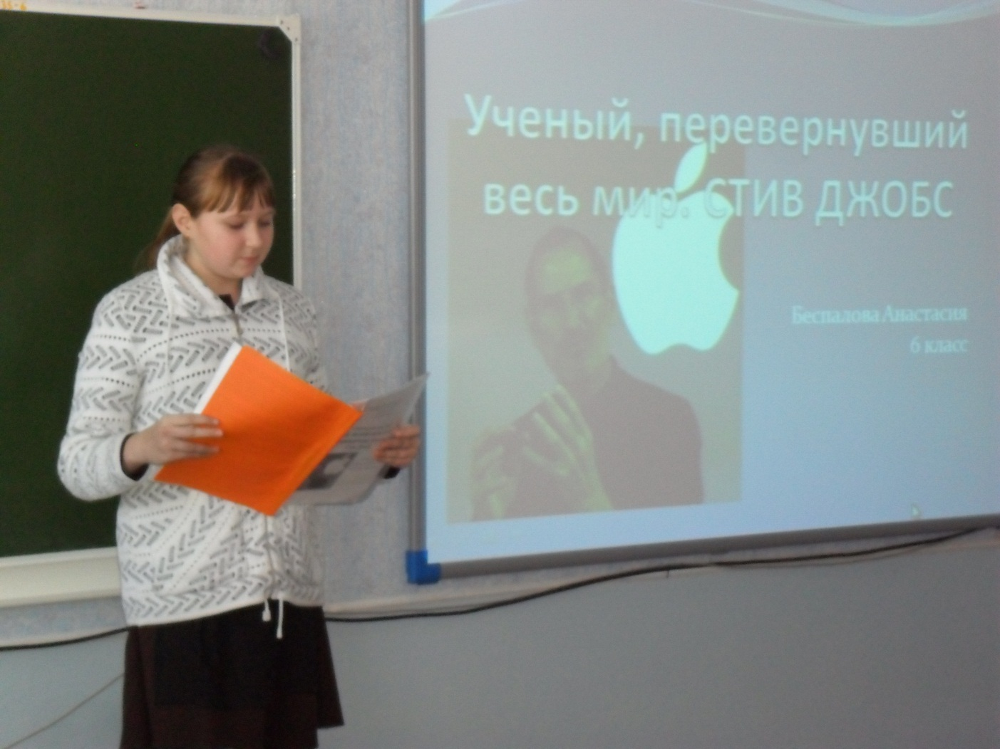 Ученый, перевернувший
весь мир. СТИВ ДЖОБС
Беспалова Анастасия
6 класс